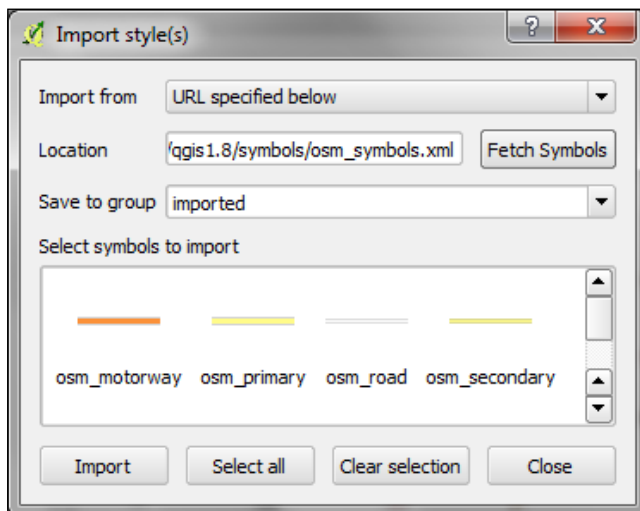 Import style(s)
Import from URL specified below
Location /qgis1.8/symbols/osm_symbols.xml Fetch Symbols
Save to group imported
Select symbols to import
osm_motorway osm_primary osm_road osm_secondary
Import Select all Clear selection Close